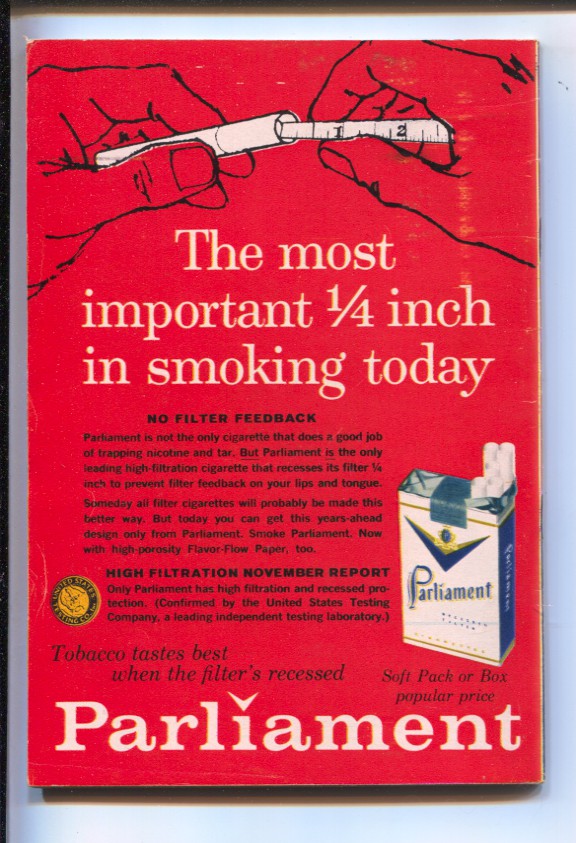 1 2
The most
important ¼ inch
in smoking today
NO FILTER FEEDBACK
Parliament is not the only cigarette that does a good job
of trapping nicotine and tar. But Parliament is the only
leading high-filtration cigarette that recesses its filter ¼
inch to prevent filter feedback on your lips and tongue.
Someday all filter cigarettes will probably be made this
better way. But today you can get this years-ahead
design only from Parliament. Smoke Parliament. Now
with high-porosity Flavor-Flow Paper, too.
HIGH FILTRATION NOVEMBER REPORT
Only Parliament has high filtration and recessed pro-
tection. (Confirmed by the United States Testing
Company, a leading independent testing laboratory.)
UNITED STATES
TESTING CO.
Parliament
Parliament
Tobacco tastes best
when the filter's recessed
Soft Pack or Box
popular price
Parliament